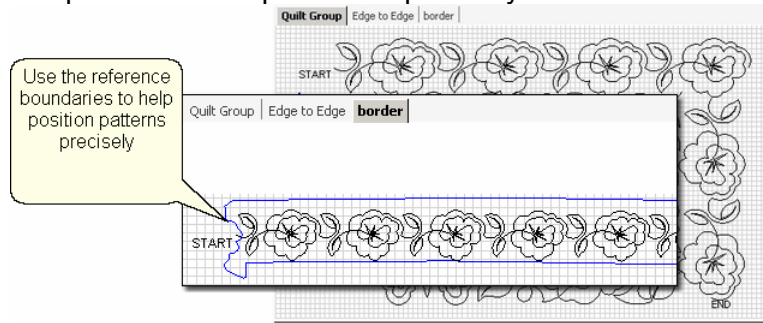 Quilt Group Edge to Edge border
START
Use the reference
boundaries to help
position patterns
precisely
Quilt Group Edge to Edge border
START
END